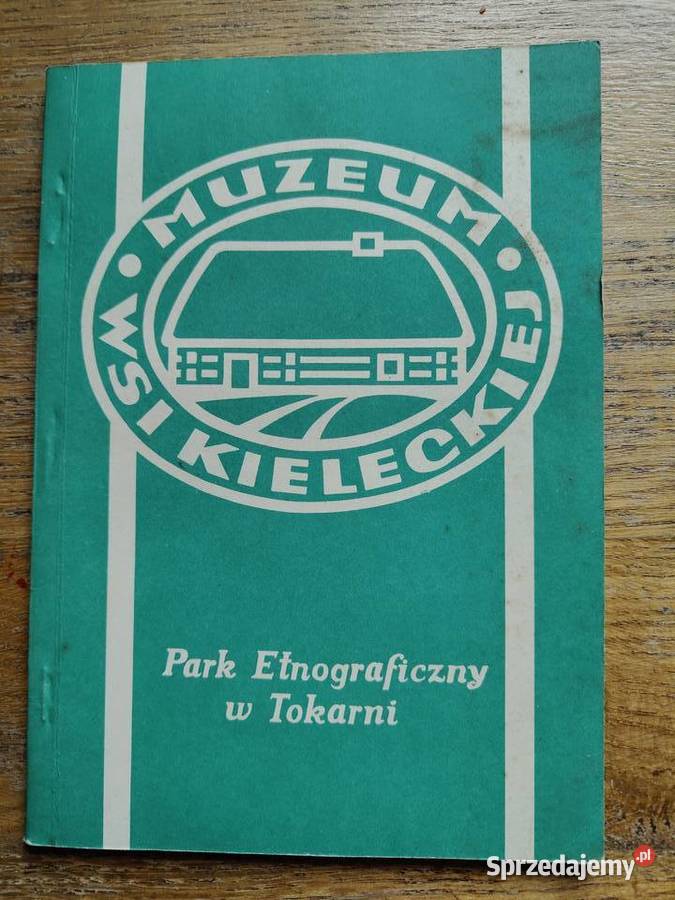 MUZEUM
WSI KIELECKIEJ
Park Etnograficzny
w Tokarni
Sprzedajemy.pl